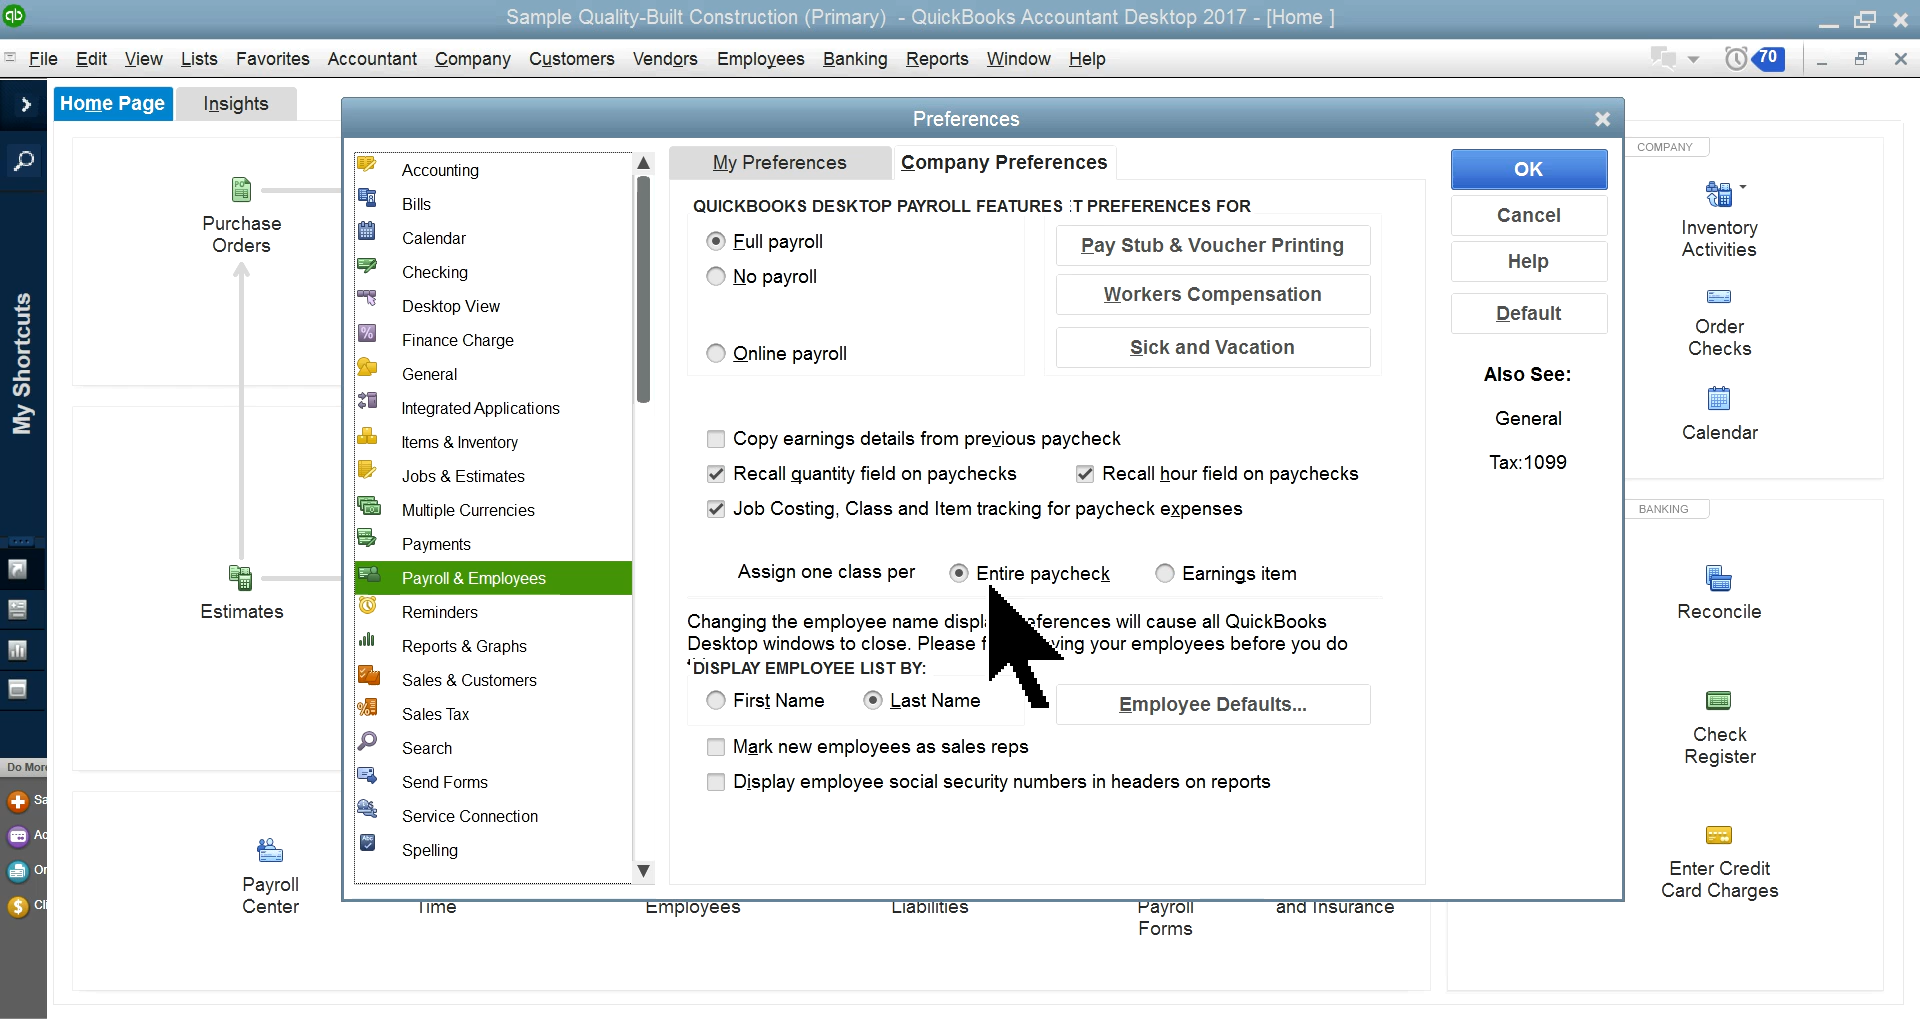 Sample Quality-Built Construction (Primary) - QuickBooks Accountant Desktop 2017 - [Home ]
File Edit View Lists Favorites Accountant Company Customers Vendors Employees Banking Reports Window Help
70
Home Page
Insights
My Shortcuts
Do More
Purchase
Orders
Estimates
Payroll
Center
Preferences
Accounting
Bills
Calendar
Checking
Desktop View
Finance Charge
General
Integrated Applications
Items & Inventory
Jobs & Estimates
Multiple Currencies
Payments
Payroll & Employees
Reminders
Reports & Graphs
Sales & Customers
Sales Tax
Search
Send Forms
Service Connection
Spelling
My Preferences
Company Preferences
QUICKBOOKS DESKTOP PAYROLL FEATURES :T PREFERENCES FOR
Full payroll
No payroll
Online payroll
Pay Stub & Voucher Printing
Workers Compensation
Sick and Vacation
Copy earnings details from previous paycheck
Recall quantity field on paychecks
Recall hour field on paychecks
Job Costing, Class and Item tracking for paycheck expenses
Assign one class per
Entire paycheck
Earnings item
Changing the employee name will cause all QuickBooks
Desktop windows to close. Please your employees before you do
DISPLAY EMPLOYEE LIST BY:
First Name
Last Name
Employee Defaults...
Mark new employees as sales reps
Display employee social security numbers in headers on reports
OK
Cancel
Help
Default
Also See:
General
Tax:1099
Time
Employees
Liabilities
Payroll
Forms
and Insurance
COMPANY
Inventory
Activities
Order
Checks
Calendar
BANKING
Reconcile
Check
Register
Enter Credit
Card Charges